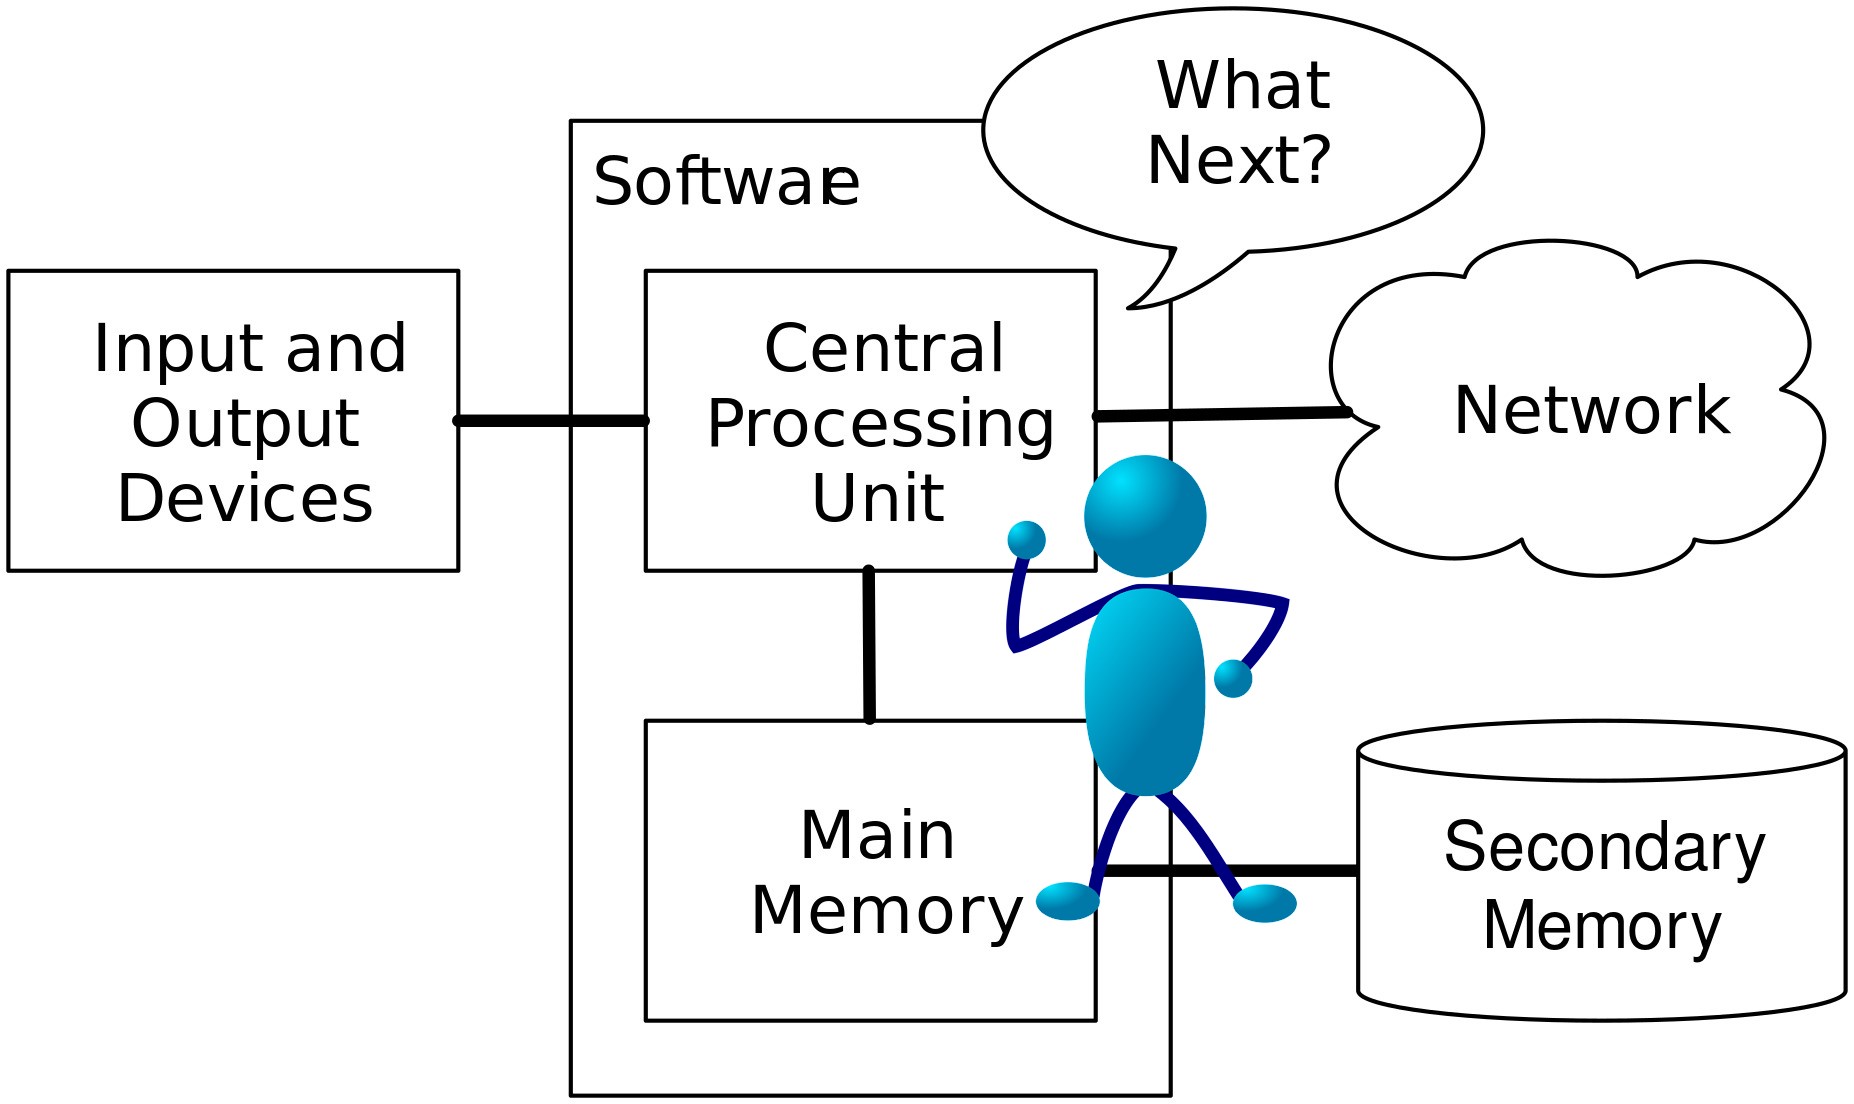 What
Next?
Software
Input and
Output
Devices
Central
Processing
Unit
Network
Main
Memory
Secondary
Memory